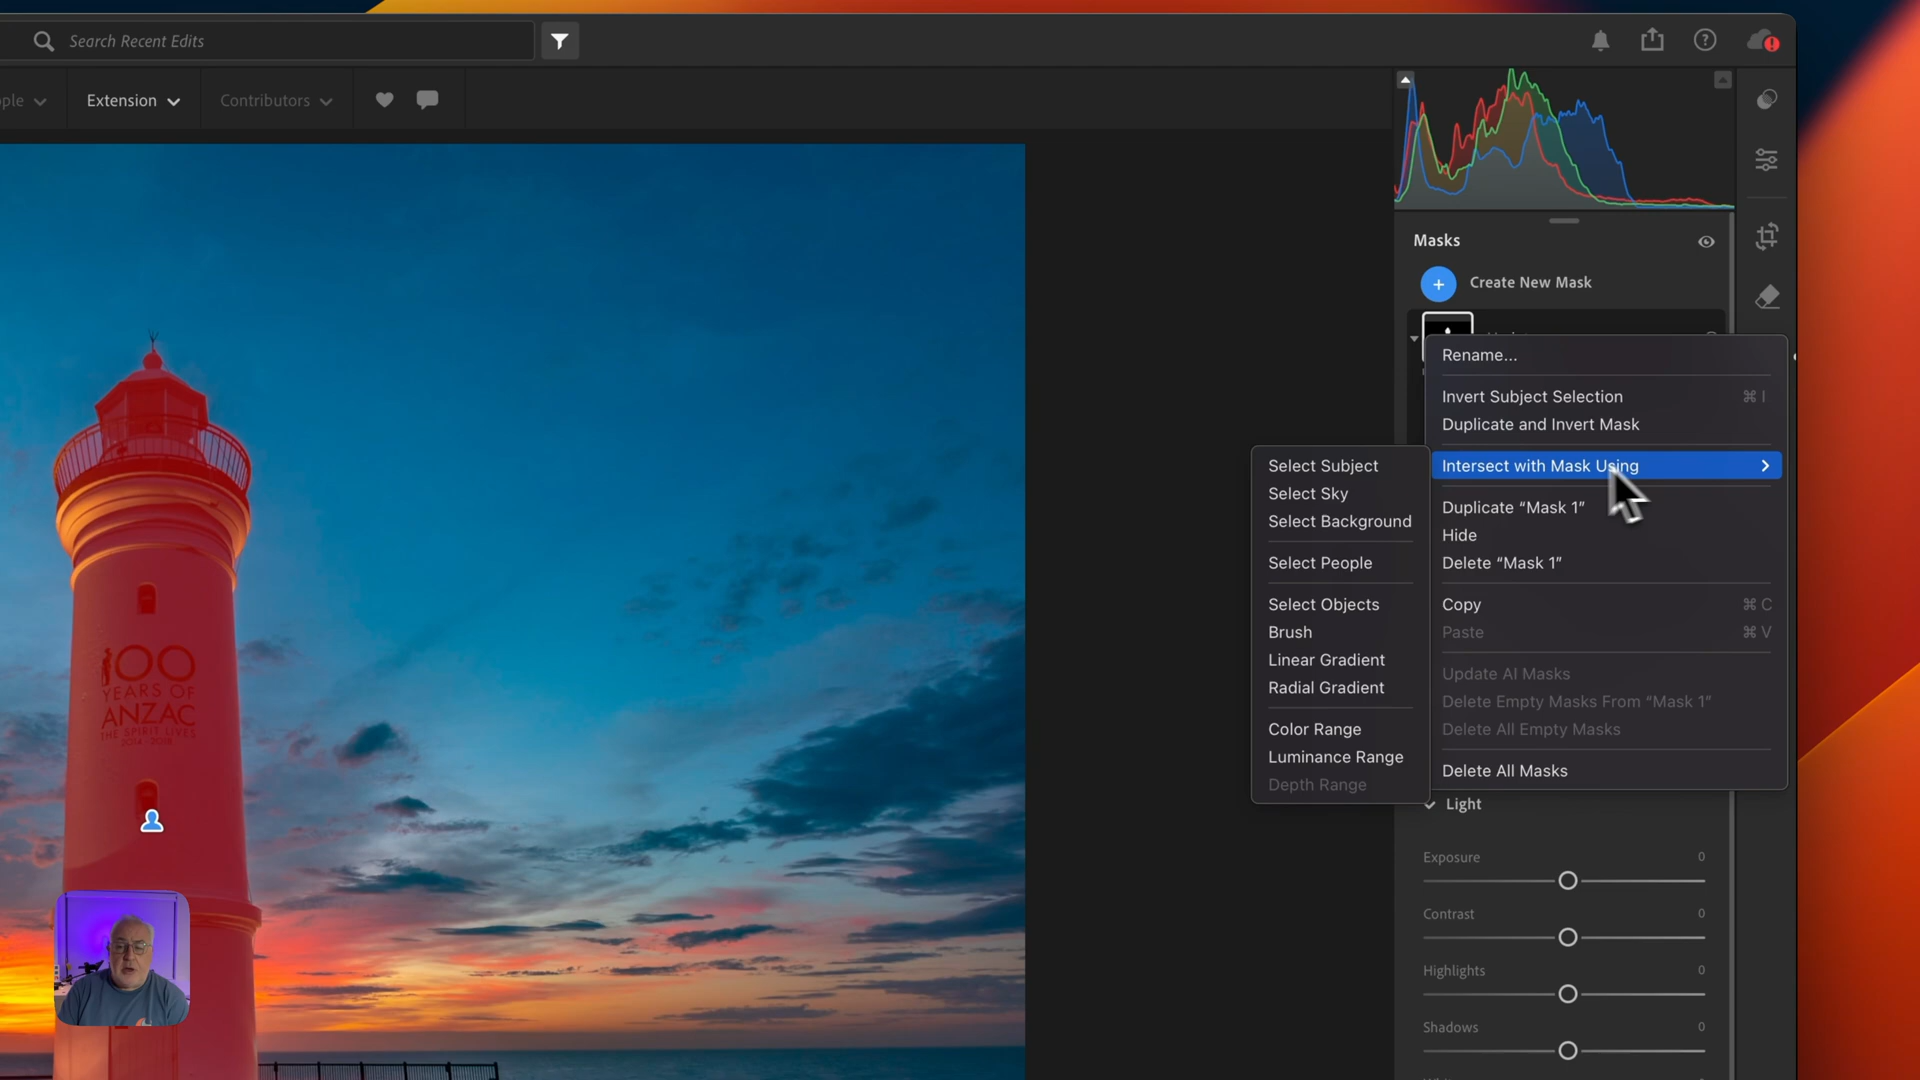 Search Recent Edits
ple
Extension
Contributors
Masks
Create New Mask
Rename...
Invert Subject Selection ⌘ I
Duplicate and Invert Mask
Select Subject
Intersect with Mask Using
Select Sky
Select Background
Duplicate “Mask 1”
Hide
Select People
Delete “Mask 1”
Select Objects
Copy ⌘ C
Brush
Paste ⌘ V
Linear Gradient
Radial Gradient
Update AI Masks
Delete Empty Masks From “Mask 1”
Color Range
Delete All Empty Masks
Luminance Range
Depth Range
Delete All Masks
Light
Exposure 0
Contrast 0
Highlights 0
Shadows 0
100
YEARS OF
ANZAC
THE SPIRIT LIVES
2014 - 2018